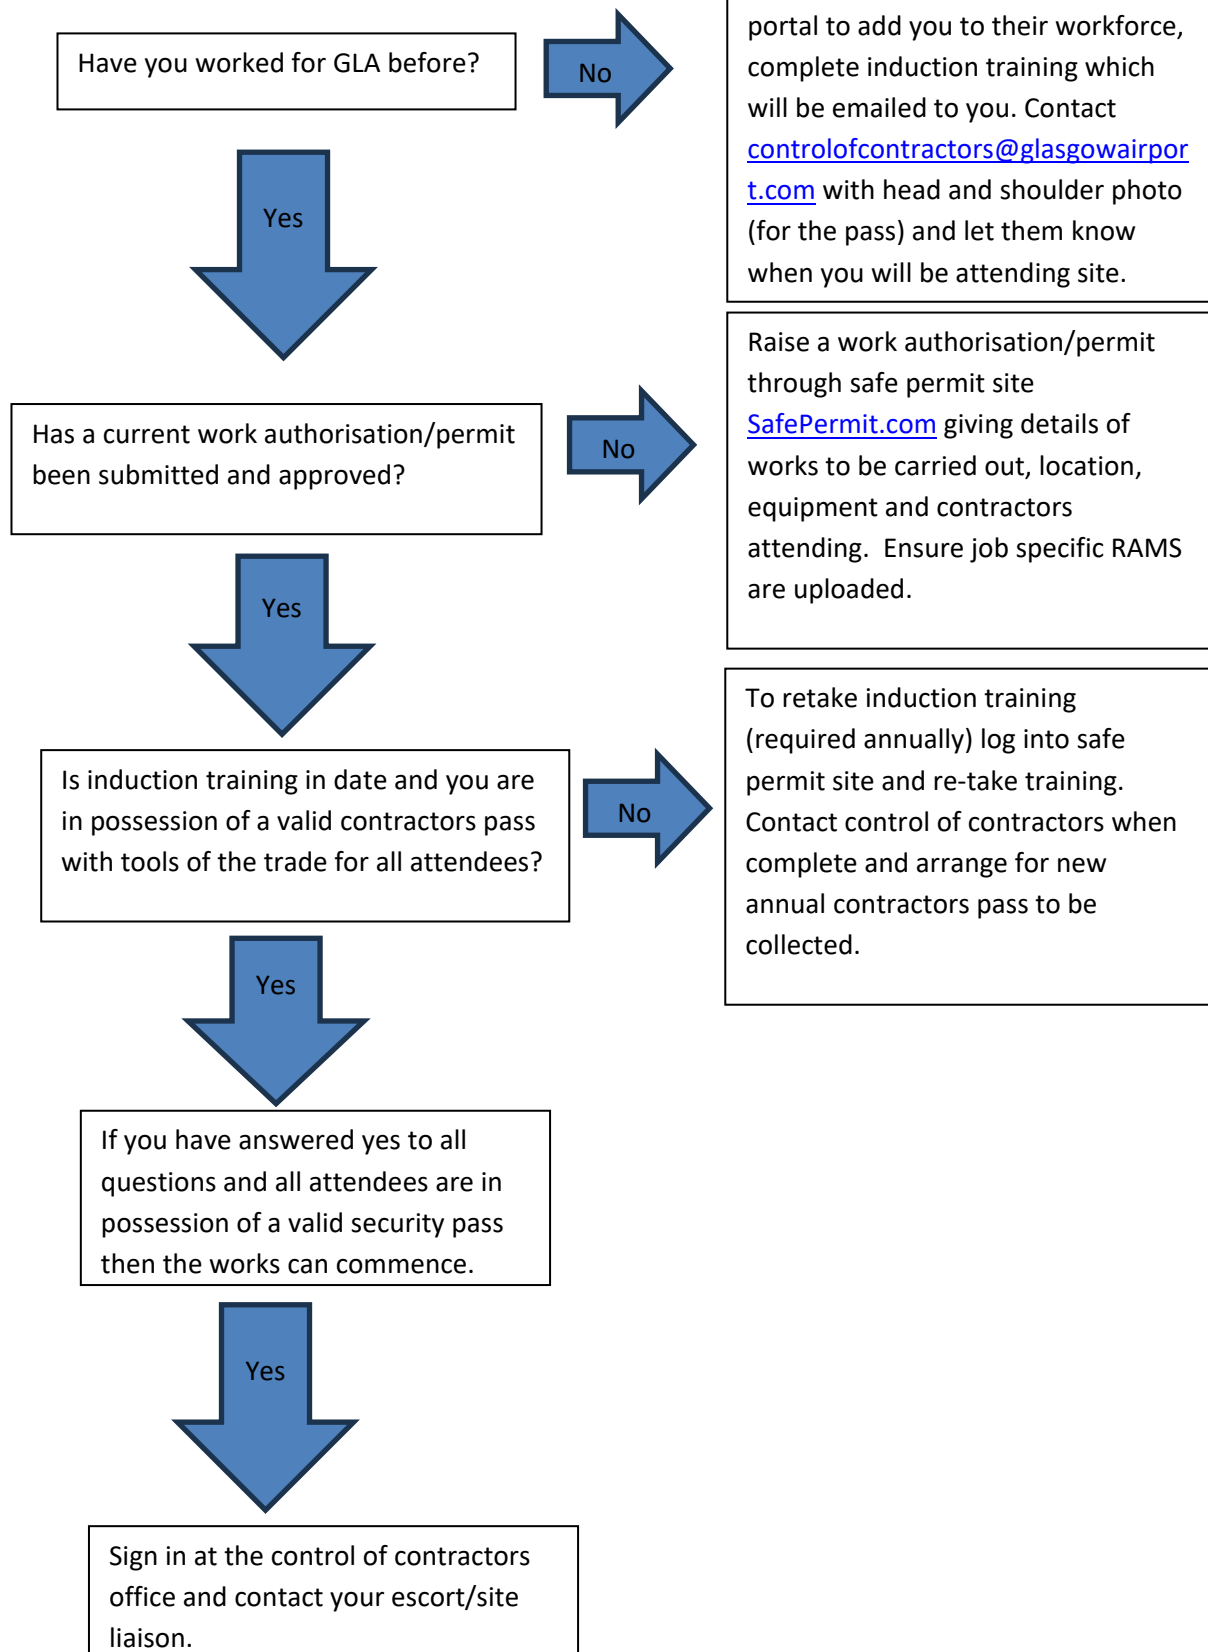 Have you worked for GLA before?
No
portal to add you to their workforce,
complete induction training which
will be emailed to you. Contact
controlofcontractors@glasgowairpor
t.com with head and shoulder photo
(for the pass) and let them know
when you will be attending site.
Yes
Has a current work authorisation/permit
been submitted and approved?
No
Raise a work authorisation/permit
through safe permit site
SafePermit.com giving details of
works to be carried out, location,
equipment and contractors
attending.  Ensure job specific RAMS
are uploaded.
Yes
Is induction training in date and you are
in possession of a valid contractors pass
with tools of the trade for all attendees?
No
To retake induction training
(required annually) log into safe
permit site and re-take training.
Contact control of contractors when
complete and arrange for new
annual contractors pass to be
collected.
Yes
If you have answered yes to all
questions and all attendees are in
possession of a valid security pass
then the works can commence.
Yes
Sign in at the control of contractors
office and contact your escort/site
liaison.